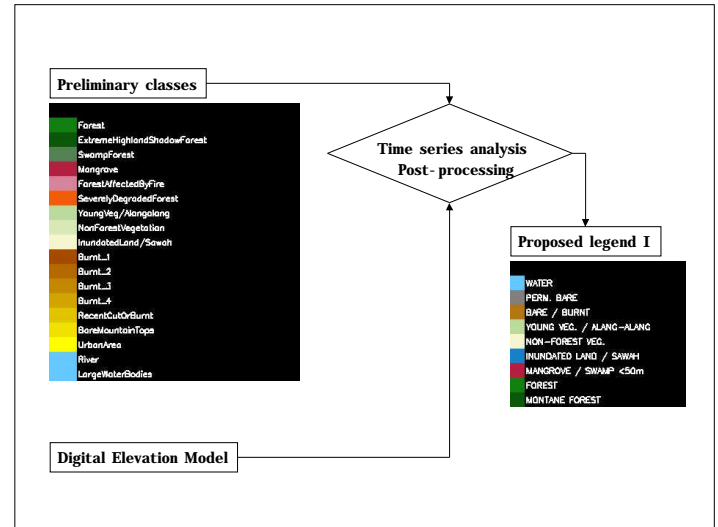 Preliminary classes
Forest
ExtremeHighlandShadowForest
SwampForest
Mangrove
ForestAffectedByFire
SeverelyDegradedForest
YoungVeg/Alangalang
NonForestVegetation
InundatedLand/Sawah
Burnt_1
Burnt_2
Burnt_3
Burnt_4
RecentCutOrBurnt
BareMountainTops
UrbanArea
River
LargeWaterBodies
Time series analysis
Post- processing
Proposed legend I
WATER
PERM. BARE
BARE / BURNT
YOUNG VEG. / ALANG-ALANG
NON-FOREST VEG.
INUNDATED LAND / SAWAH
MANGROVE / SWAMP <50m
FOREST
MONTANE FOREST
Digital Elevation Model